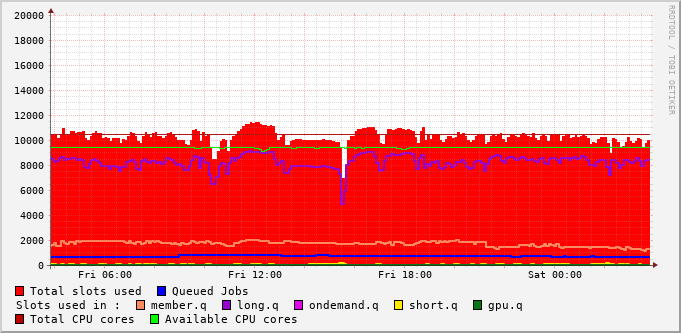 20000
18000
16000
14000
12000
10000
8000
6000
4000
2000
0
Fri 06:00 Fri 12:00 Fri 18:00 Sat 00:00
RRDTOOL / TOBI OETIKER
Total slots used Queued Jobs
Slots used in : member.q long.q ondemand.q short.q gpu.q
Total CPU cores Available CPU cores